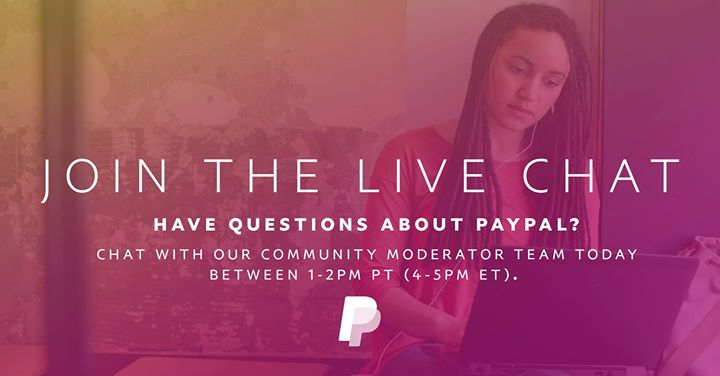 JOIN THE LIVE CHAT
HAVE QUESTIONS ABOUT PAYPAL?
CHAT WITH OUR COMMUNITY MODERATOR TEAM TODAY
BETWEEN 1-2PM PT (4-5PM ET).